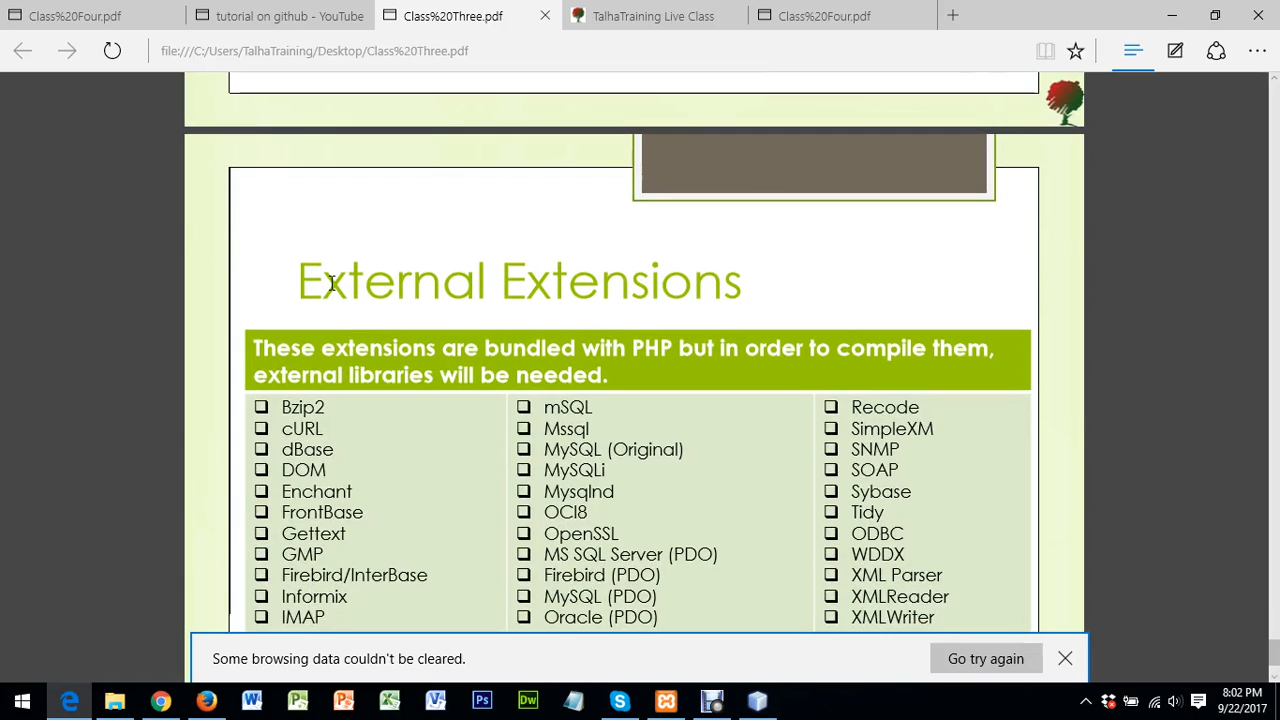 Class%20Four.pdf
tutorial on github - YouTube
Class%20Three.pdf
TalhaTraining Live Class
Class%20Four.pdf
file:///C:/Users/TalhaTraining/Desktop/Class%20Three.pdf
External Extensions
These extensions are bundled with PHP but in order to compile them,
external libraries will be needed.
Bzip2
cURL
dBase
DOM
Enchant
FrontBase
Gettext
GMP
Firebird/InterBase
Informix
IMAP
mSQL
Mssql
MySQL (Original)
MySQLi
Mysqlnd
OCI8
OpenSSL
MS SQL Server (PDO)
Firebird (PDO)
MySQL (PDO)
Oracle (PDO)
Recode
SimpleXM
SNMP
SOAP
Sybase
Tidy
ODBC
WDDX
XML Parser
XMLReader
XMLWriter
Some browsing data couldn't be cleared.
Go try again
8:02 PM
9/22/2017